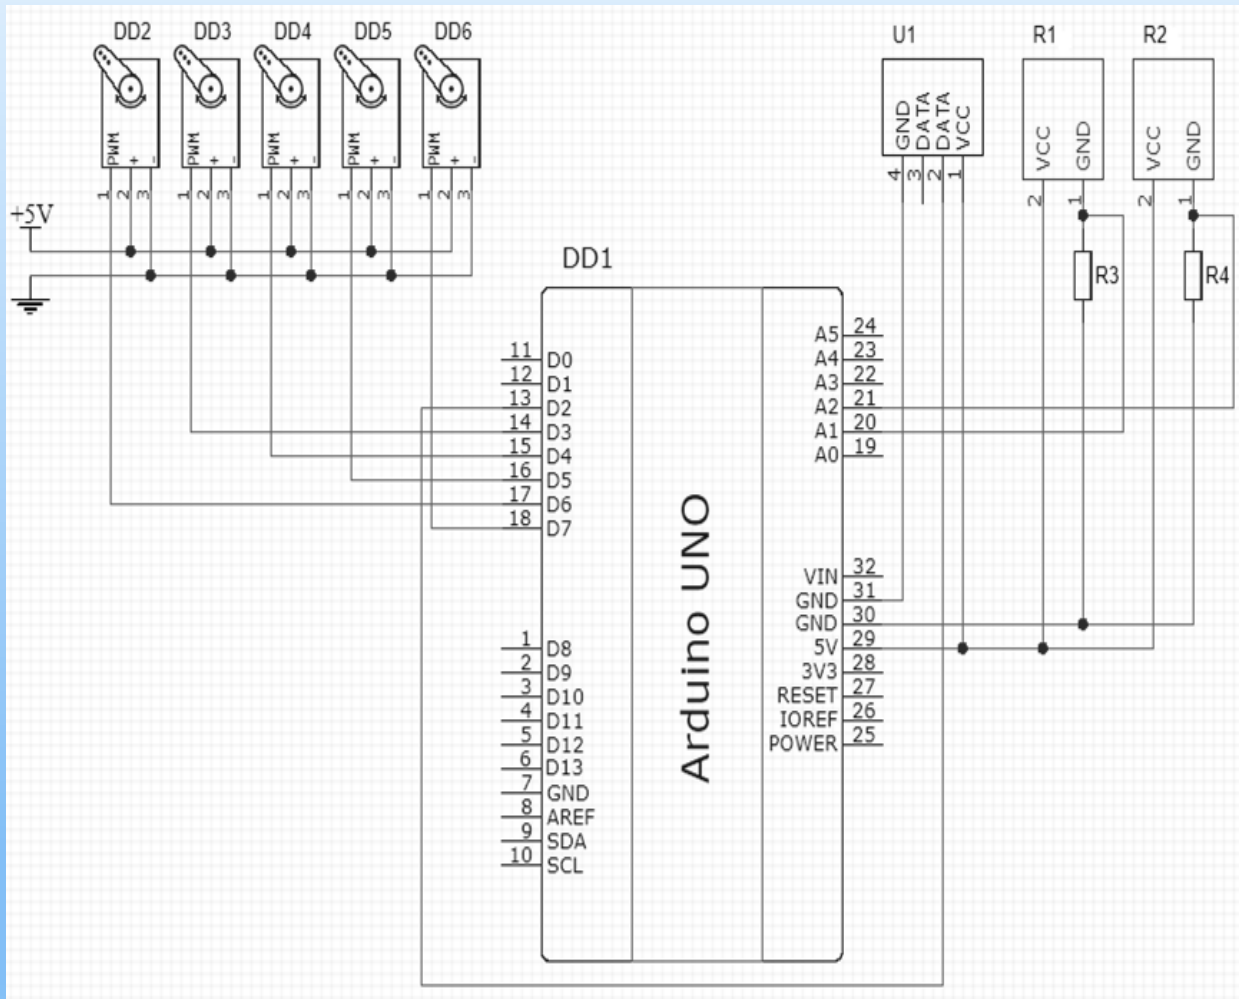 DD2 DD3 DD4 DD5 DD6 U1 R1 R2
PWM + - PWM + - PWM + - PWM + - PWM + -
GND DATA DATA VCC
VCC GND
VCC GND
1 2 3 1 2 3 1 2 3 1 2 3 1 2 3
4 3 2 1
2 1
2 1
+5V
R3
R4
DD1
Arduino UNO
11 D0
12 D1
13 D2
14 D3
15 D4
16 D5
17 D6
18 D7
1 D8
2 D9
3 D10
4 D11
5 D12
6 D13
7 GND
8 AREF
9 SDA
10 SCL
A5 24
A4 23
A3 22
A2 21
A1 20
A0 19
VIN 32
GND 31
GND 30
5V 29
3V3 28
RESET 27
IOREF 26
POWER 25